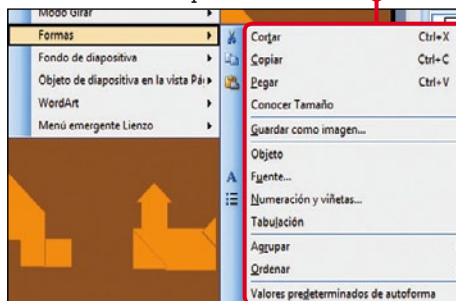 Modo Girar
Formas
Fondo de diapositiva
Objeto de diapositiva en la vista Pá
WordArt
Menú emergente Lienzo
Cortar Ctrl+X
Copiar Ctrl+C
Pegar Ctrl+V
Conocer Tamaño
Guardar como imagen...
Objeto
Fuente...
Numeración y viñetas...
Tabulación
Agrupar
Ordenar
Valores predeterminados de autoforma